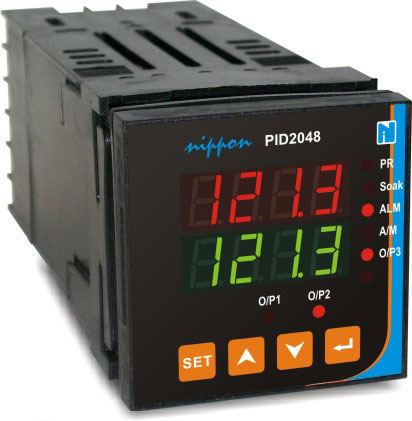 nippon PID2048
N
PR
121.3
Soak
ALM
A/M
121.3
O/P3
O/P1 O/P2
SET